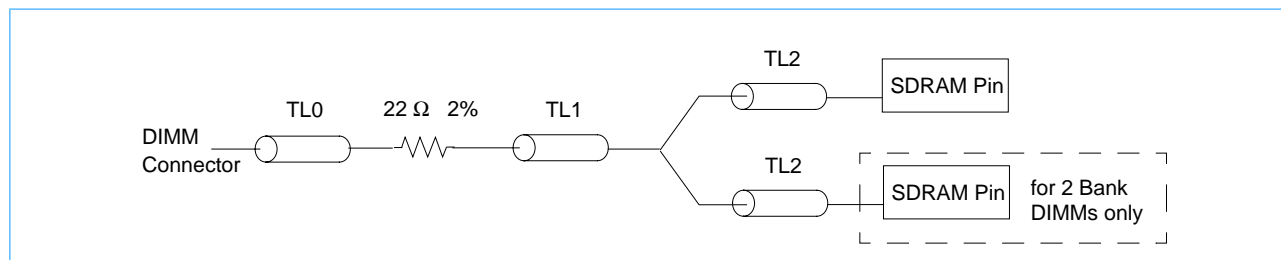 TL2
SDRAM Pin
TL0
22 Ω 2%
TL1
DIMM
Connector
TL2
SDRAM Pin
for 2 Bank
DIMMs only